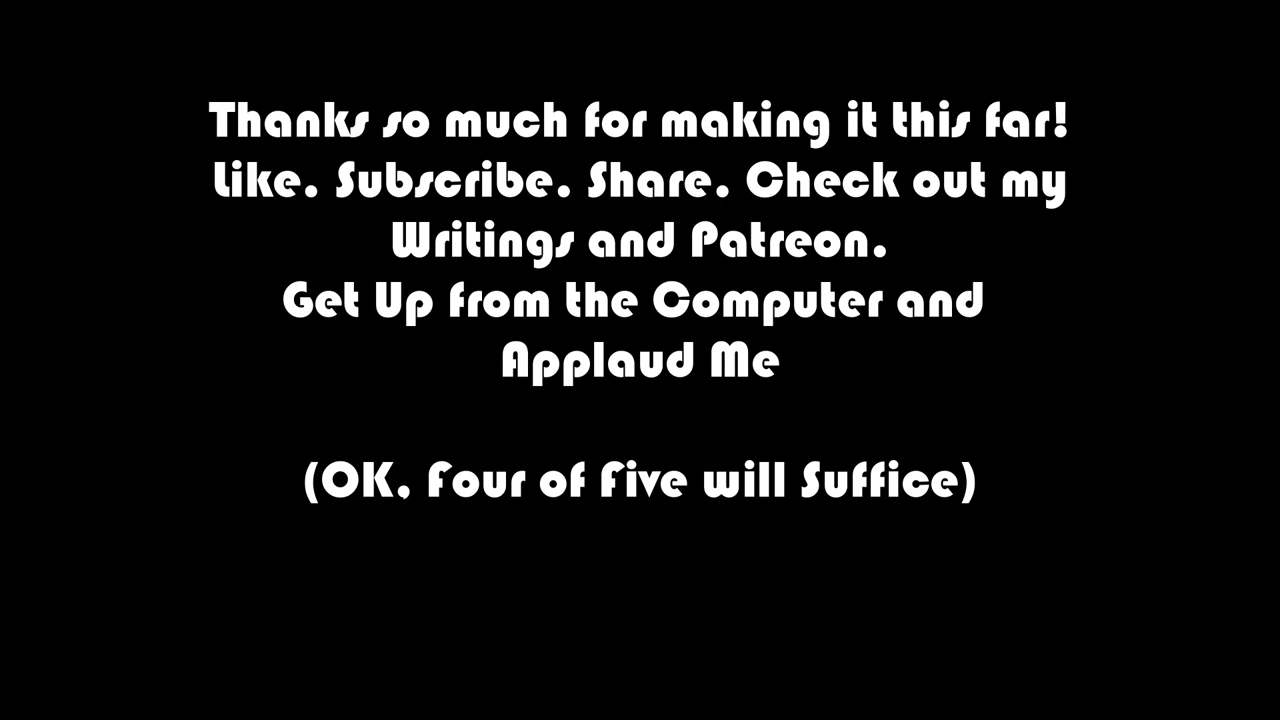 Thanks so much for making it this far!
Like. Subscribe. Share. Check out my
Writings and Patreon.
Get Up from the Computer and
Applaud Me
(OK, Four of Five will Suffice)